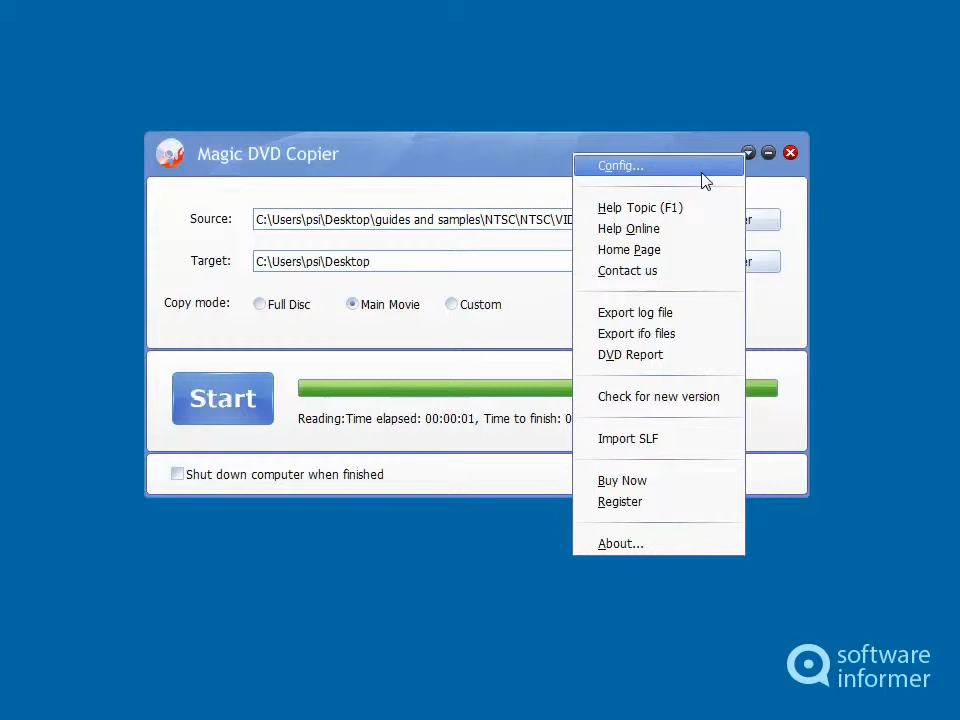 Magic DVD Copier
Source:
C:\Users\psi\Desktop\guides and samples\NTSC\NTSC\VID
Target:
C:\Users\psi\Desktop
Copy mode:
Full Disc
Main Movie
Custom
Start
Reading:Time elapsed: 00:00:01, Time to finish: 0
Shut down computer when finished
Config...
Help Topic (F1)
Help Online
Home Page
Contact us
Export log file
Export ifo files
DVD Report
Check for new version
Import SLF
Buy Now
Register
About...
software
informer